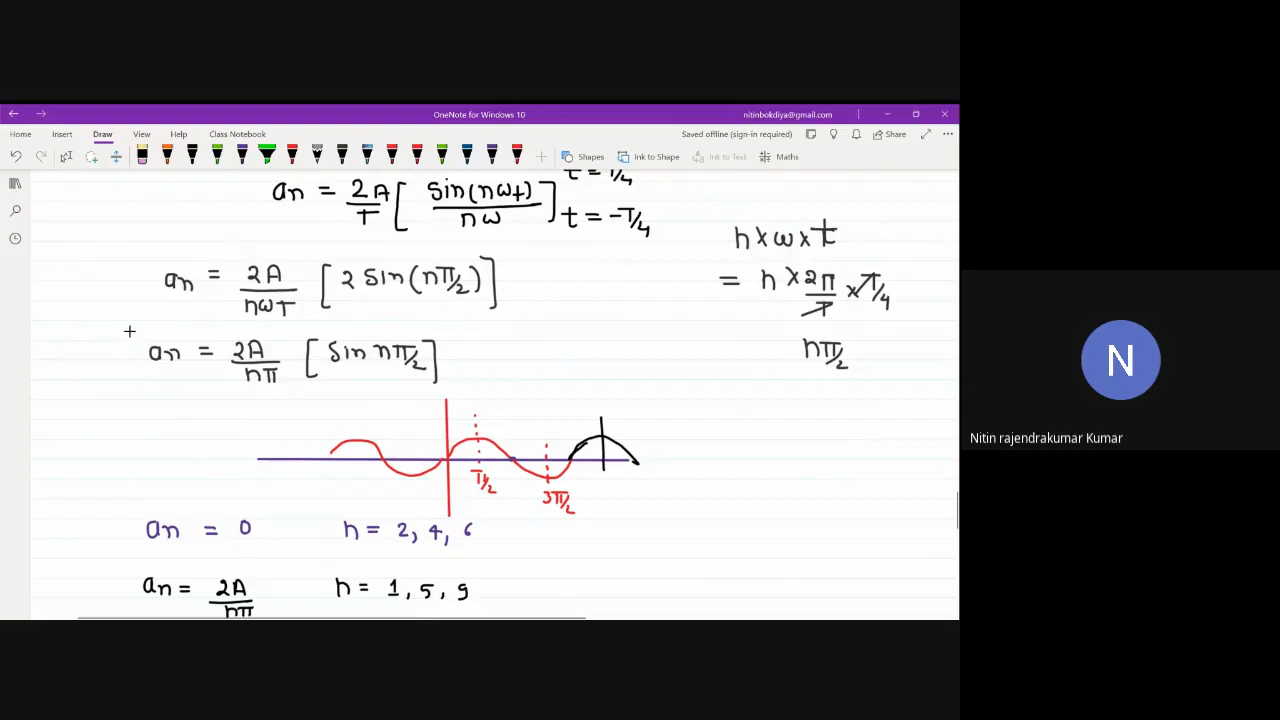 OneNote for Windows 10
nitinbokdiya@gmail.com
Home Insert Draw View Help Class Notebook
Saved offline (sign-in required) Share
Shapes Ink to Shape Ink to Text Maths
an = 2A/T [ sin(nωt)/nω ] t = T/4
t = -T/4
n×ω×t
an = 2A/nωT [ 2 sin(nπ/2) ]
= n × 2π/T × T/4
an = 2A/nπ [ sin nπ/2 ]
nπ/2
π/2
3π/2
an = 0 n = 2, 4, 6
an = 2A/nπ n = 1, 5, 9
N
Nitin rajendrakumar Kumar